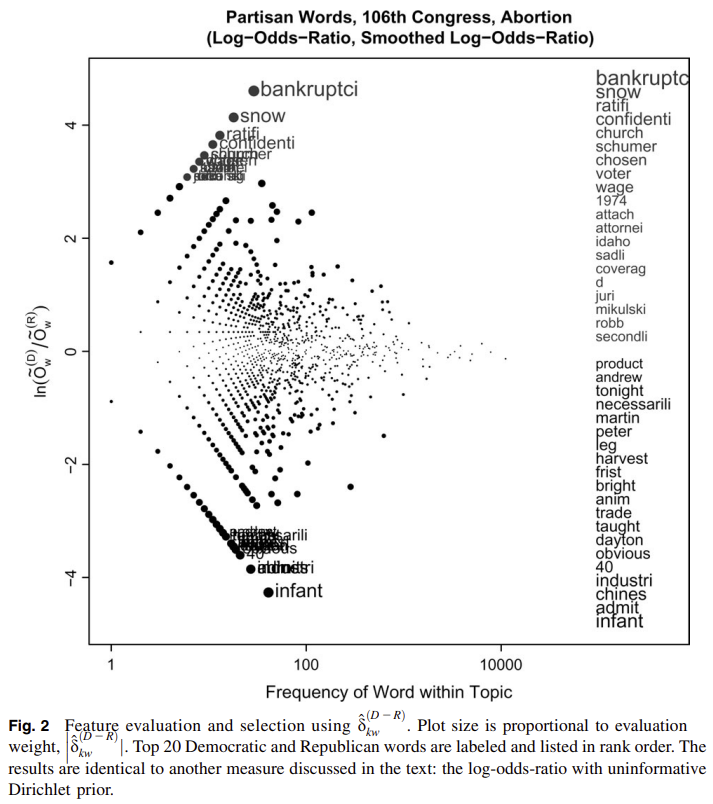 Partisan Words, 106th Congress, Abortion
(Log−Odds−Ratio, Smoothed Log−Odds−Ratio)
ln(Õ_w^(D)/Õ_w^(R))
4
2
0
−2
−4
bankruptci
snow
ratifi
confidenti
schumer
40
infant
bankruptc
snow
ratifi
confidenti
church
schumer
chosen
voter
wage
1974
attach
attornei
idaho
sadli
coverag
d
juri
mikulski
robb
secondli
product
andrew
tonight
necessarili
martin
peter
leg
harvest
frist
bright
anim
trade
taught
dayton
obvious
40
industri
chines
admit
infant
1 100 10000
Frequency of Word within Topic
Fig. 2 Feature evaluation and selection using δ̂_kw^(D−R). Plot size is proportional to evaluation
weight, |δ̂_kw^(D−R)|. Top 20 Democratic and Republican words are labeled and listed in rank order. The
results are identical to another measure discussed in the text: the log-odds-ratio with uninformative
Dirichlet prior.